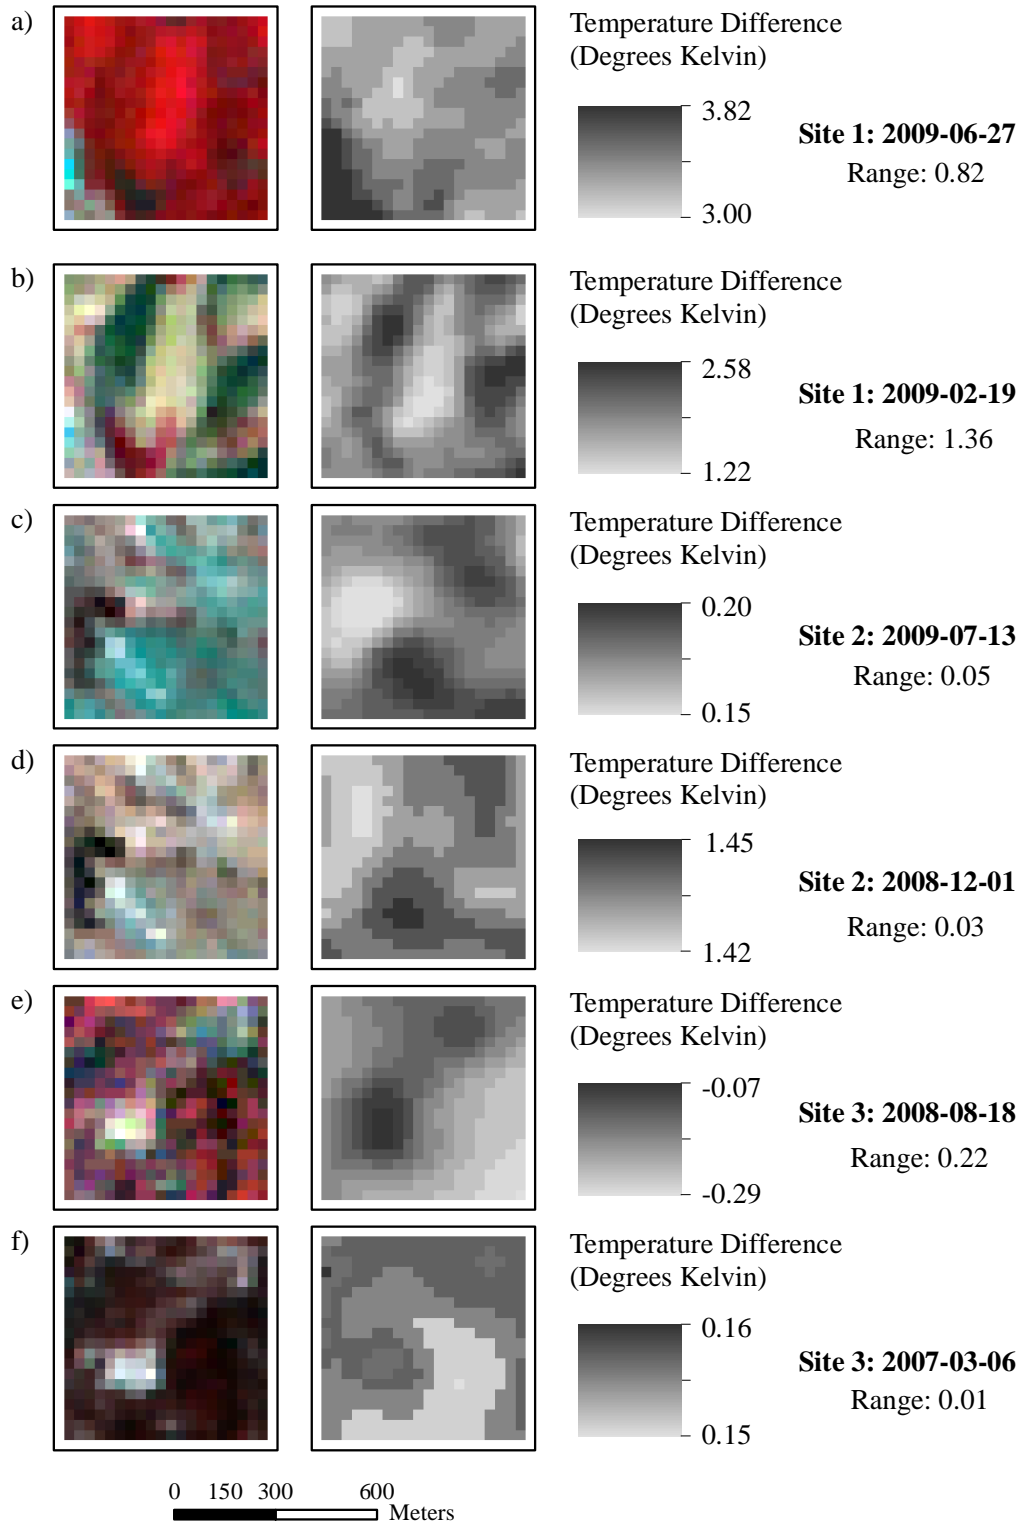 a)
Temperature Difference
(Degrees Kelvin)
3.82
3.00
Site 1: 2009-06-27
Range: 0.82
b)
Temperature Difference
(Degrees Kelvin)
2.58
1.22
Site 1: 2009-02-19
Range: 1.36
c)
Temperature Difference
(Degrees Kelvin)
0.20
0.15
Site 2: 2009-07-13
Range: 0.05
d)
Temperature Difference
(Degrees Kelvin)
1.45
1.42
Site 2: 2008-12-01
Range: 0.03
e)
Temperature Difference
(Degrees Kelvin)
-0.07
-0.29
Site 3: 2008-08-18
Range: 0.22
f)
Temperature Difference
(Degrees Kelvin)
0.16
0.15
Site 3: 2007-03-06
Range: 0.01
0 150 300 600
Meters